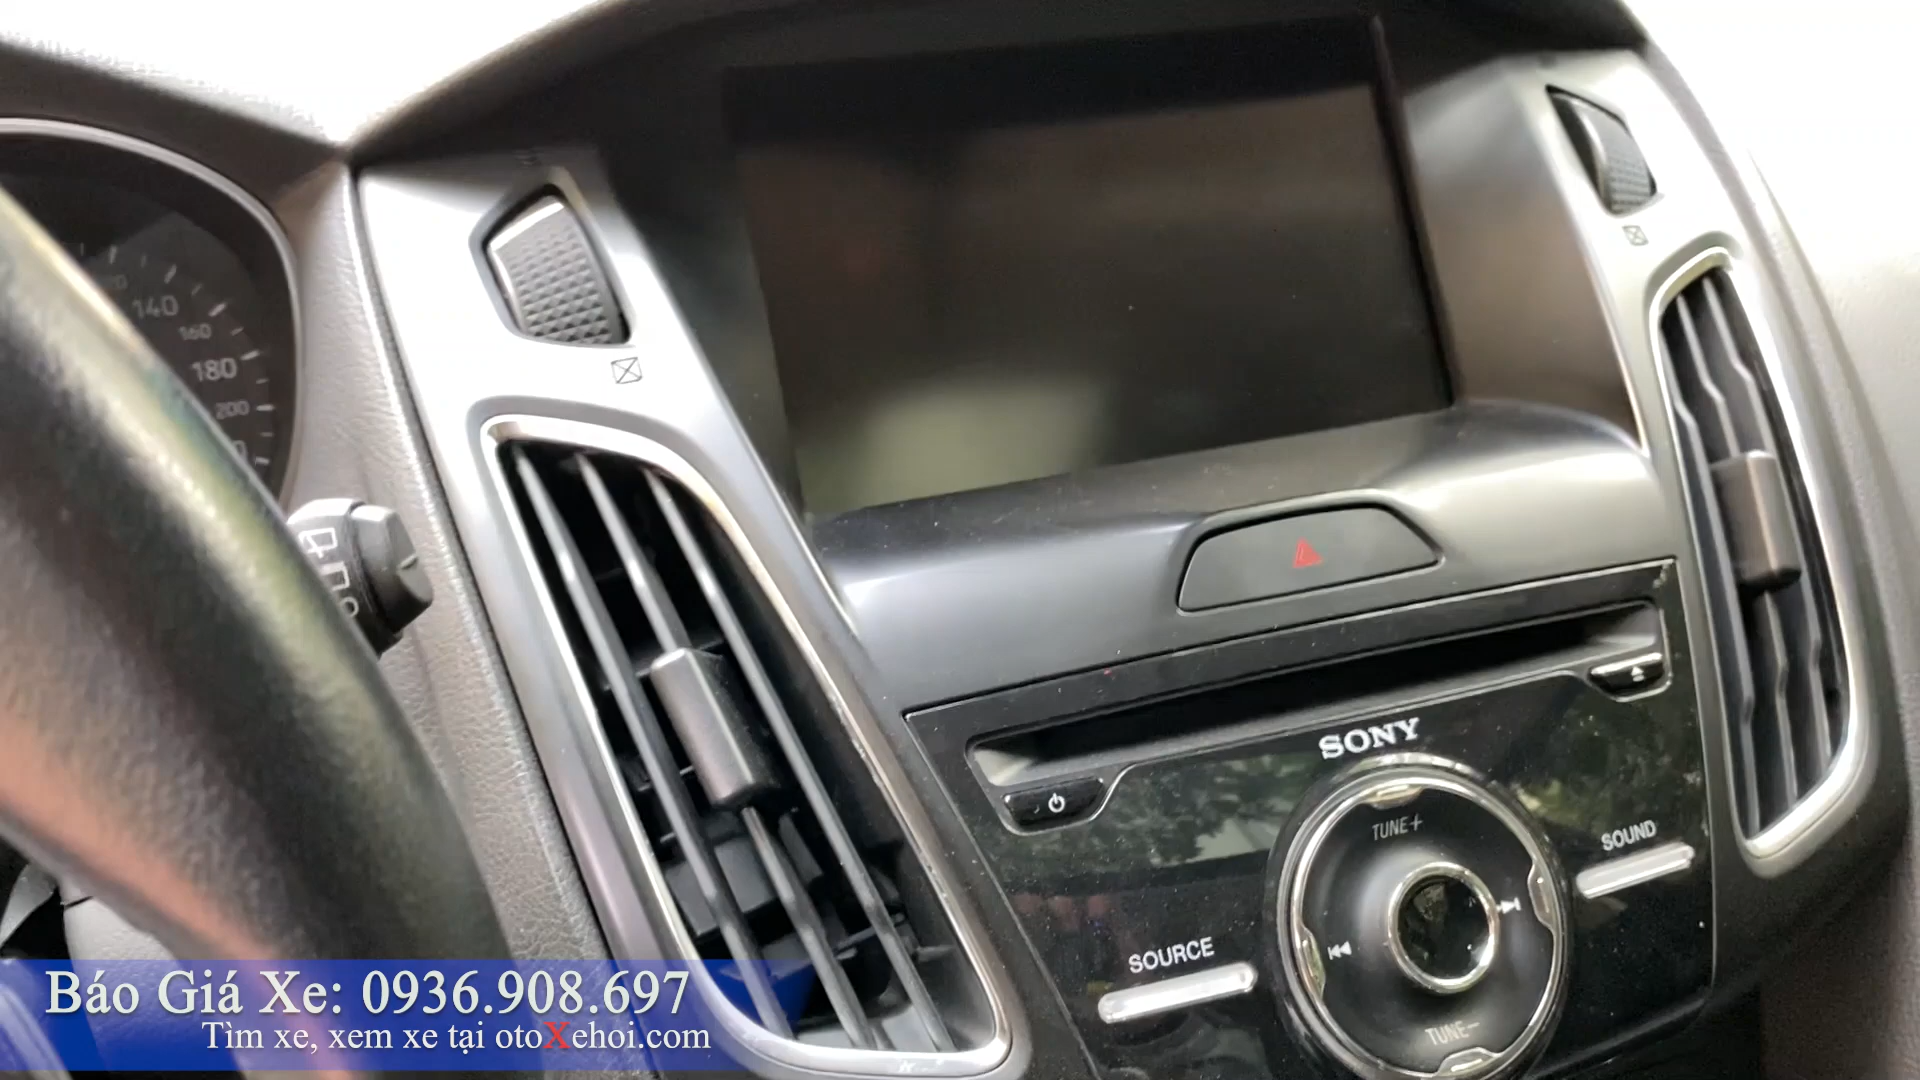 140
160
180
200
SONY
TUNE+
SOUND
SOURCE
TUNE-
Báo Giá Xe: 0936.908.697
Tìm xe, xem xe tại otoXehoi.com